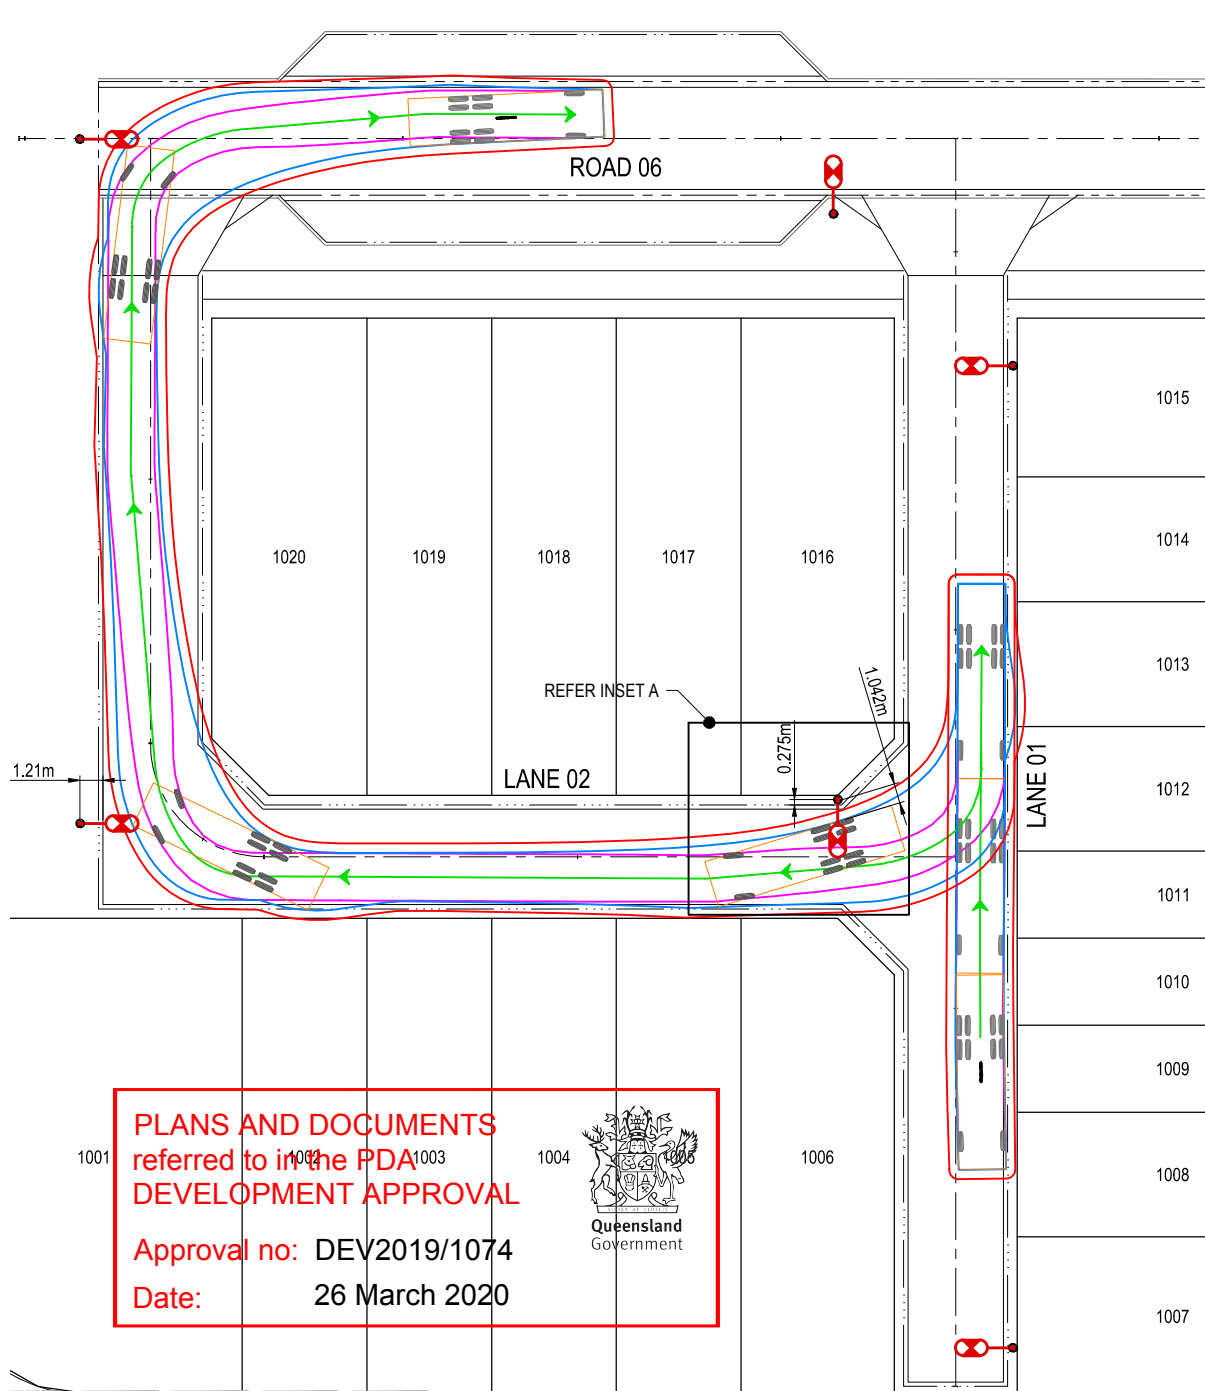 ROAD 06
1015
1014
1020
1019
1018
1017
1016
1013
REFER INSET A
1.042m
0.275m
1.21m
LANE 02
LANE 01
1012
1011
1010
1009
PLANS AND DOCUMENTS
referred to in the PDA
DEVELOPMENT APPROVAL
1001
1002
1003
1004
1005
1006
1008
Queensland
Government
Approval no: DEV2019/1074
Date: 26 March 2020
1007